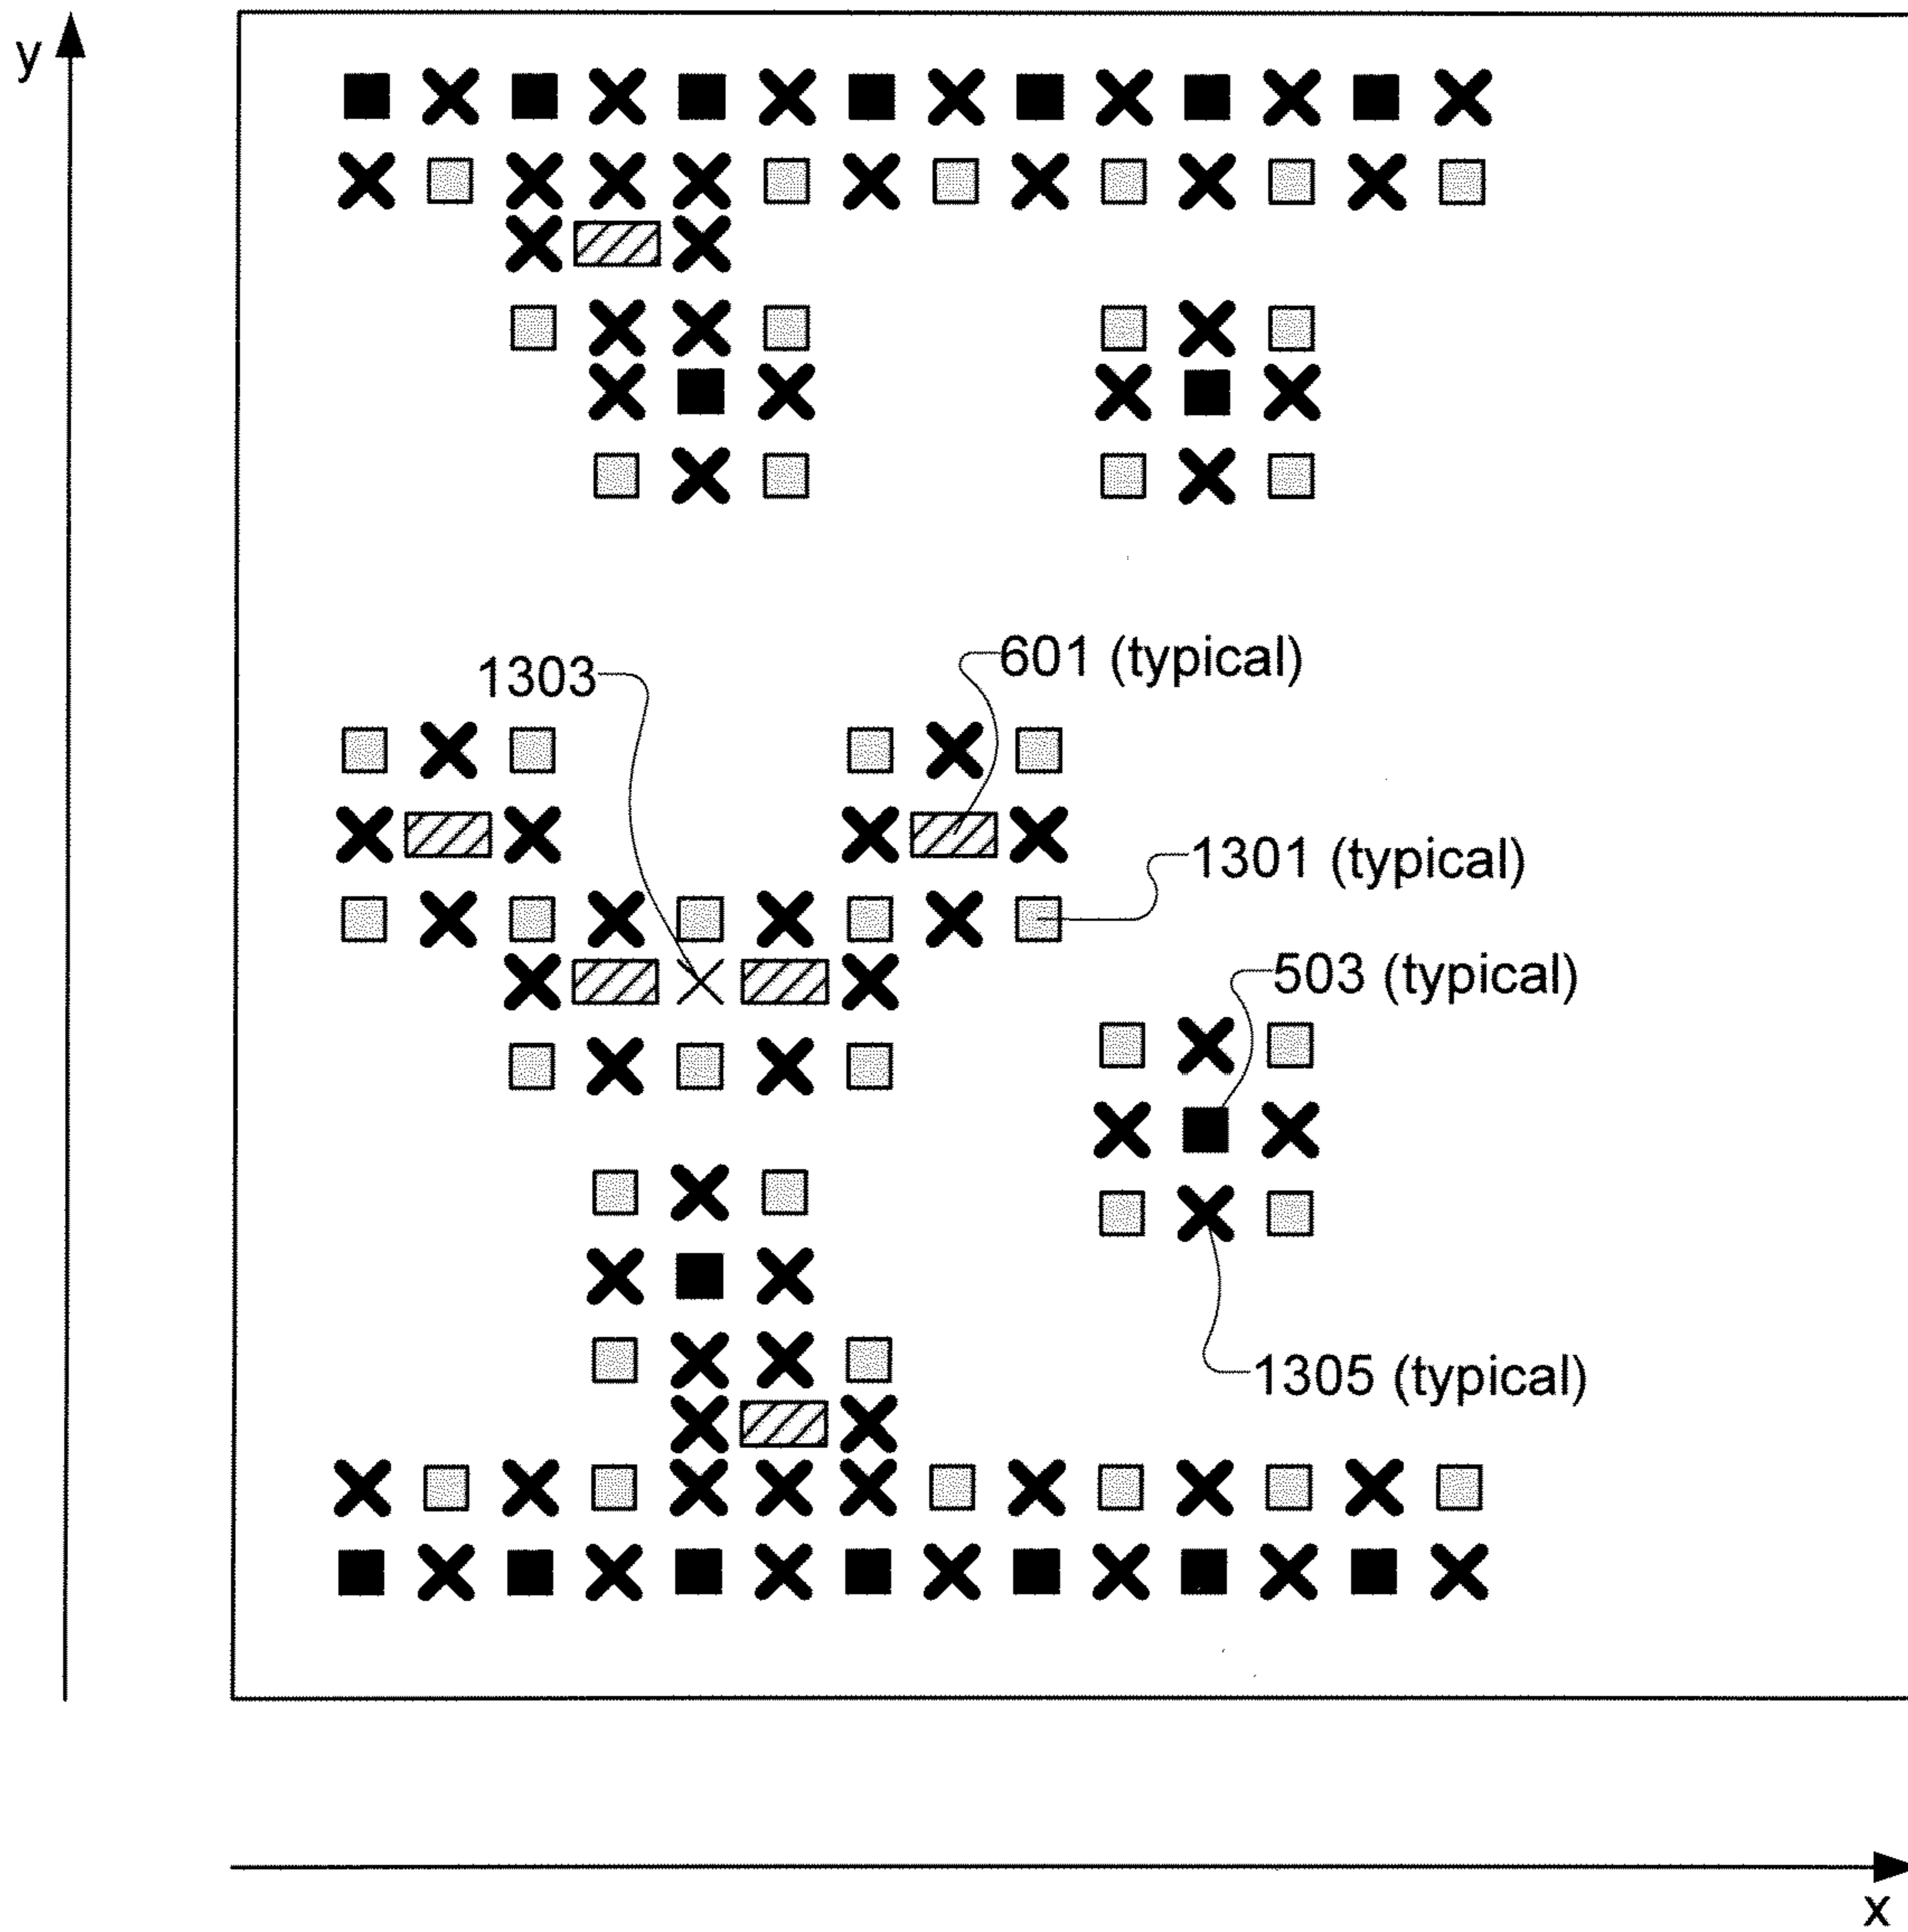 y
601 (typical)
1303
1301 (typical)
503 (typical)
1305 (typical)
x